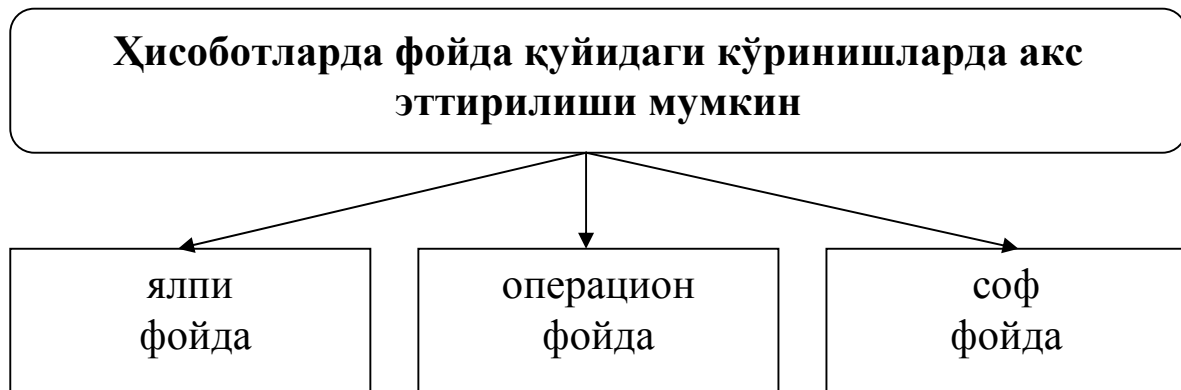 Ҳисоботларда фойда қуйидаги кўринишларда акс
эттирилиши мумкин
ялпи
фойда
операцион
фойда
соф
фойда